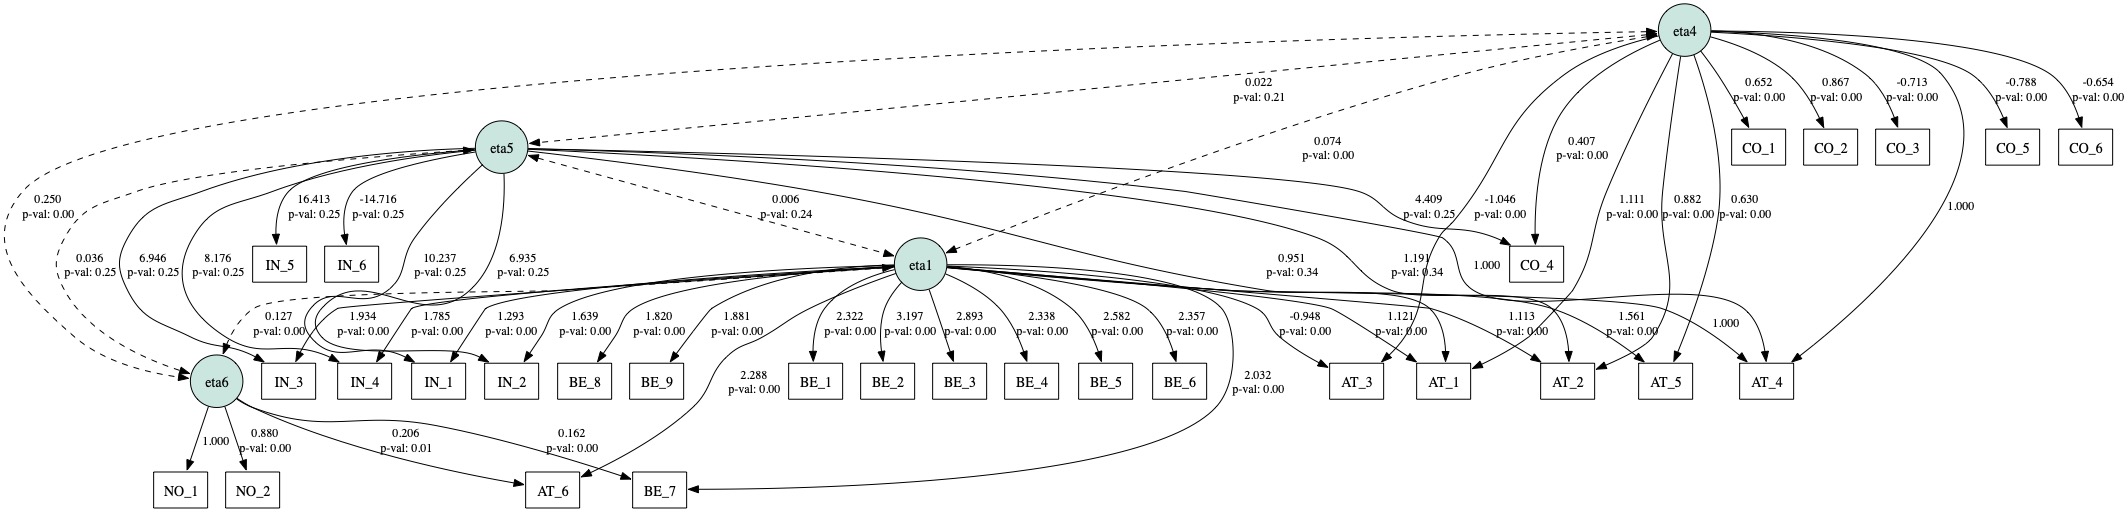 eta4
0.022
p-val: 0.21
0.652
p-val: 0.00
0.867
p-val: 0.00
-0.713
p-val: 0.00
-0.788
p-val: 0.00
-0.654
p-val: 0.00
eta5
0.074
p-val: 0.00
0.407
p-val: 0.00
CO_1
CO_2
CO_3
CO_5
CO_6
0.250
p-val: 0.00
16.413
p-val: 0.25
-14.716
p-val: 0.25
0.006
p-val: 0.24
4.409
p-val: 0.25
-1.046
p-val: 0.00
1.111
p-val: 0.00
0.882
p-val: 0.00
0.630
p-val: 0.00
1.000
0.036
p-val: 0.25
6.946
p-val: 0.25
8.176
p-val: 0.25
IN_5
IN_6
10.237
p-val: 0.25
6.935
p-val: 0.25
eta1
0.951
p-val: 0.34
1.191
p-val: 0.34
1.000
CO_4
0.127
p-val: 0.00
1.934
p-val: 0.00
1.785
p-val: 0.00
1.293
p-val: 0.00
1.639
p-val: 0.00
1.820
p-val: 0.00
1.881
p-val: 0.00
2.322
p-val: 0.00
3.197
p-val: 0.00
2.893
p-val: 0.00
2.338
p-val: 0.00
2.582
p-val: 0.00
2.357
p-val: 0.00
-0.948
p-val: 0.00
1.121
p-val: 0.00
1.113
p-val: 0.00
1.561
p-val: 0.00
1.000
eta6
IN_3
IN_4
IN_1
IN_2
BE_8
BE_9
2.288
p-val: 0.00
BE_1
BE_2
BE_3
BE_4
BE_5
BE_6
2.032
p-val: 0.00
AT_3
AT_1
AT_2
AT_5
AT_4
1.000
0.880
p-val: 0.00
0.206
p-val: 0.01
0.162
p-val: 0.00
NO_1
NO_2
AT_6
BE_7